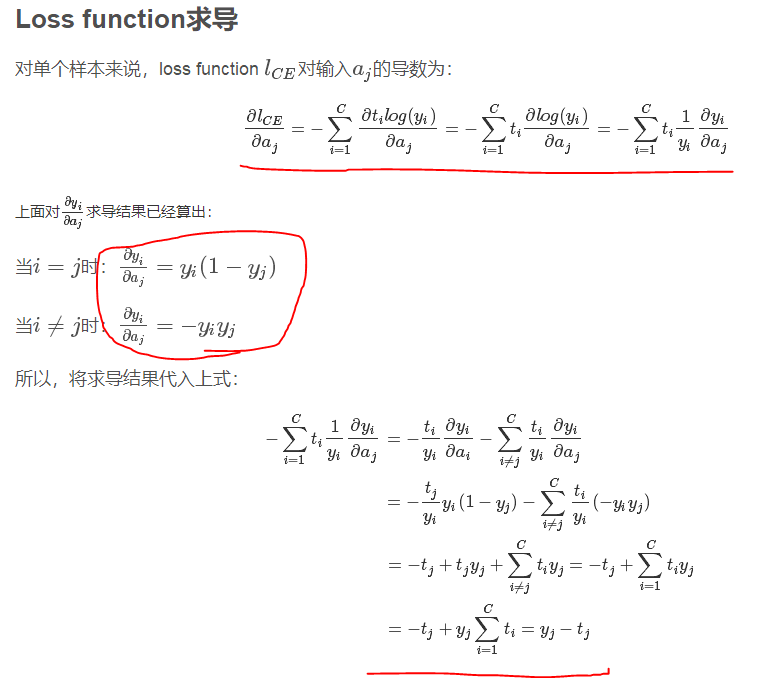 Loss function求导
对单个样本来说，loss function $l_{CE}$对输入$a_j$的导数为：
$\frac{\partial l_{CE}}{\partial a_j} = -\sum_{i=1}^{C} \frac{\partial t_i log(y_i)}{\partial a_j} = -\sum_{i=1}^{C} t_i \frac{\partial log(y_i)}{\partial a_j} = -\sum_{i=1}^{C} t_i \frac{1}{y_i} \frac{\partial y_i}{\partial a_j}$
上面对$\frac{\partial y_i}{\partial a_j}$求导结果已经算出：
当$i = j$时：$\frac{\partial y_i}{\partial a_j} = y_i(1 - y_j)$
当$i \neq j$时：$\frac{\partial y_i}{\partial a_j} = -y_i y_j$
所以，将求导结果代入上式：
$-\sum_{i=1}^{C} t_i \frac{1}{y_i} \frac{\partial y_i}{\partial a_j} = -\frac{t_i}{y_i} \frac{\partial y_i}{\partial a_i} - \sum_{i \neq j}^{C} \frac{t_i}{y_i} \frac{\partial y_i}{\partial a_j}$
$= -\frac{t_j}{y_i} y_i(1 - y_j) - \sum_{i \neq j}^{C} \frac{t_i}{y_i} (-y_i y_j)$
$= -t_j + t_j y_j + \sum_{i \neq j}^{C} t_i y_j = -t_j + \sum_{i=1}^{C} t_i y_j$
$= -t_j + y_j \sum_{i=1}^{C} t_i = y_j - t_j$